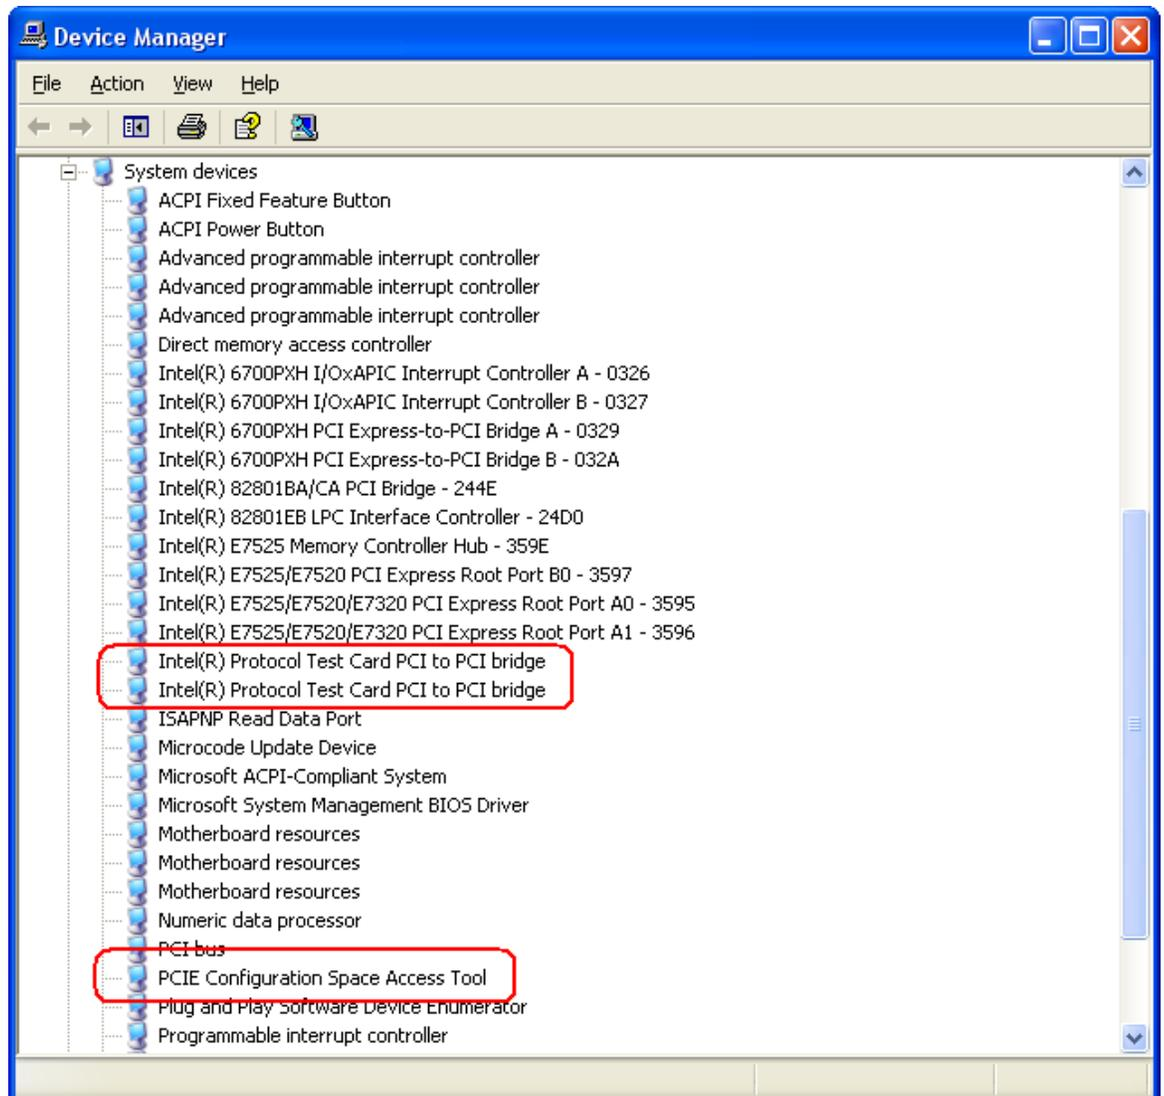 Device Manager
File Action View Help
System devices
ACPI Fixed Feature Button
ACPI Power Button
Advanced programmable interrupt controller
Advanced programmable interrupt controller
Advanced programmable interrupt controller
Direct memory access controller
Intel(R) 6700PXH I/OxAPIC Interrupt Controller A - 0326
Intel(R) 6700PXH I/OxAPIC Interrupt Controller B - 0327
Intel(R) 6700PXH PCI Express-to-PCI Bridge A - 0329
Intel(R) 6700PXH PCI Express-to-PCI Bridge B - 032A
Intel(R) 82801BA/CA PCI Bridge - 244E
Intel(R) 82801EB LPC Interface Controller - 24D0
Intel(R) E7525 Memory Controller Hub - 359E
Intel(R) E7525/E7520 PCI Express Root Port B0 - 3597
Intel(R) E7525/E7520/E7320 PCI Express Root Port A0 - 3595
Intel(R) E7525/E7520/E7320 PCI Express Root Port A1 - 3596
Intel(R) Protocol Test Card PCI to PCI bridge
Intel(R) Protocol Test Card PCI to PCI bridge
ISAPNP Read Data Port
Microcode Update Device
Microsoft ACPI-Compliant System
Microsoft System Management BIOS Driver
Motherboard resources
Motherboard resources
Motherboard resources
Numeric data processor
PCI bus
PCIE Configuration Space Access Tool
Plug and Play Software Device Enumerator
Programmable interrupt controller